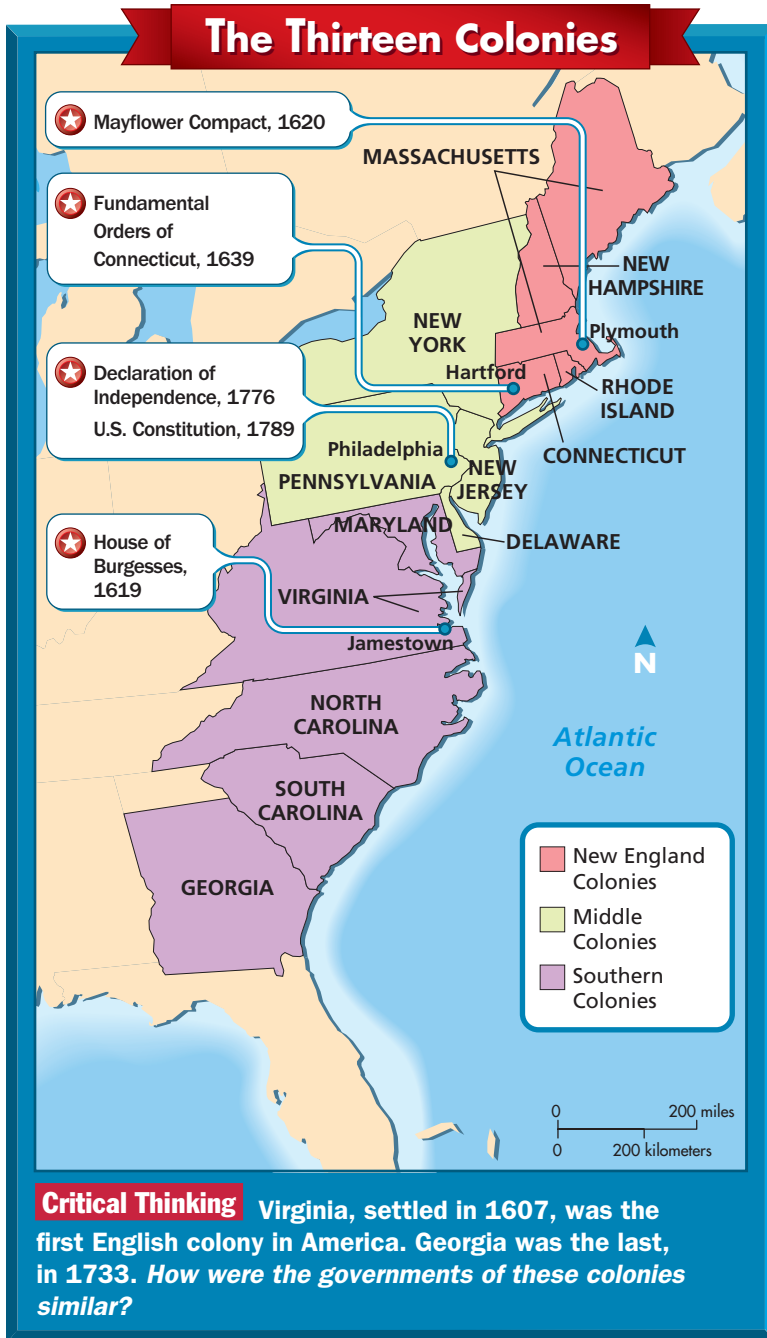 The Thirteen Colonies
Mayflower Compact, 1620
MASSACHUSETTS
Fundamental
Orders of
Connecticut, 1639
NEW
HAMPSHIRE
NEW
YORK
Plymouth
Hartford
Declaration of
Independence, 1776
U.S. Constitution, 1789
RHODE
ISLAND
CONNECTICUT
Philadelphia
PENNSYLVANIA
NEW
JERSEY
MARYLAND
DELAWARE
House of
Burgesses,
1619
VIRGINIA
Jamestown
N
NORTH
CAROLINA
Atlantic
Ocean
SOUTH
CAROLINA
GEORGIA
New England
Colonies
Middle
Colonies
Southern
Colonies
0 200 miles
0 200 kilometers
Critical Thinking Virginia, settled in 1607, was the
first English colony in America. Georgia was the last,
in 1733. How were the governments of these colonies
similar?